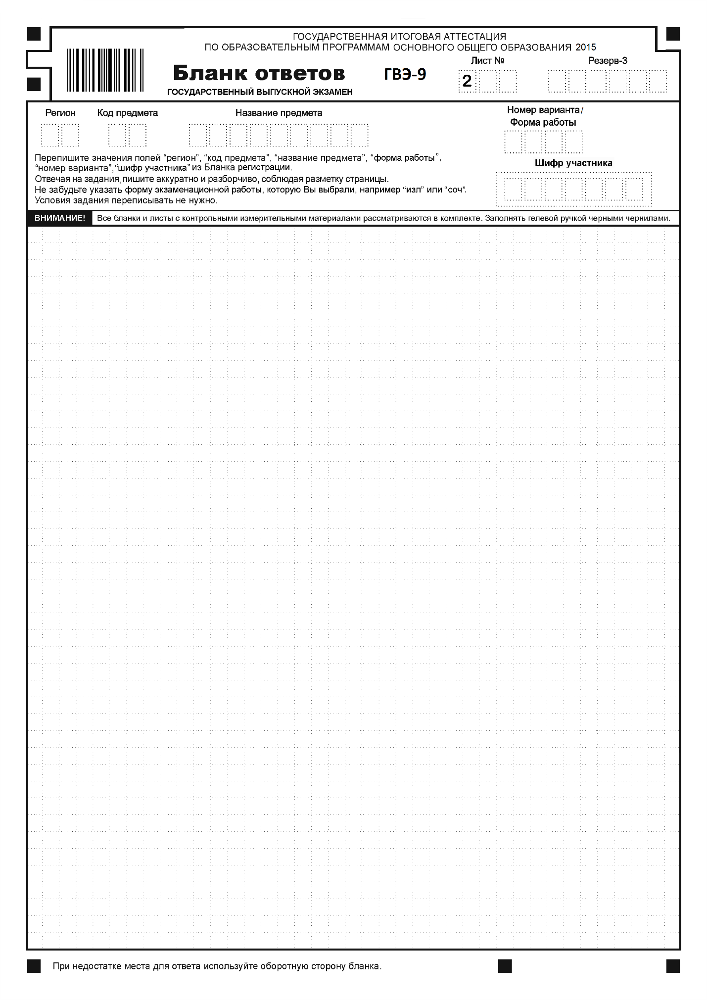 ГОСУДАРСТВЕННАЯ ИТОГОВАЯ АТТЕСТАЦИЯ
ПО ОБРАЗОВАТЕЛЬНЫМ ПРОГРАММАМ ОСНОВНОГО ОБЩЕГО ОБРАЗОВАНИЯ 2015
Бланк ответов ГВЭ-9
ГОСУДАРСТВЕННЫЙ ВЫПУСКНОЙ ЭКЗАМЕН
Лист № Резерв-3
2
Регион Код предмета Название предмета
Номер варианта/
Форма работы
Перепишите значения полей “регион”, “код предмета”, “название предмета”, “форма работы”,
“номер варианта”, “шифр участника” из Бланка регистрации.
Отвечая на задания, пишите аккуратно и разборчиво, соблюдая разметку страницы.
Не забудьте указать форму экзаменационной работы, которую Вы выбрали, например “изл” или “соч”.
Условия задания переписывать не нужно.
Шифр участника
ВНИМАНИЕ! Все бланки и листы с контрольными измерительными материалами рассматриваются в комплекте. Заполнять гелевой ручкой черными чернилами.
При недостатке места для ответа используйте оборотную сторону бланка.